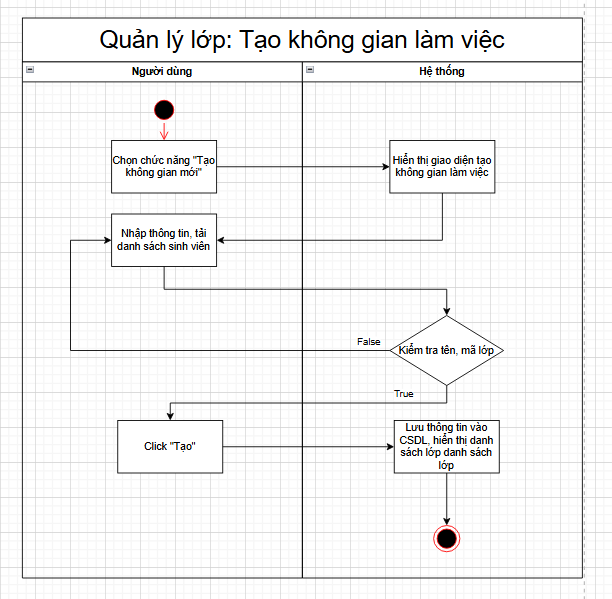 Quản lý lớp: Tạo không gian làm việc
Người dùng
Hệ thống
Chọn chức năng "Tạo
không gian mới"
Hiển thị giao diện tạo
không gian làm việc
Nhập thông tin, tải
danh sách sinh viên
False
Kiểm tra tên, mã lớp
True
Click "Tạo"
Lưu thông tin vào
CSDL, hiển thị danh
sách lớp danh sách
lớp